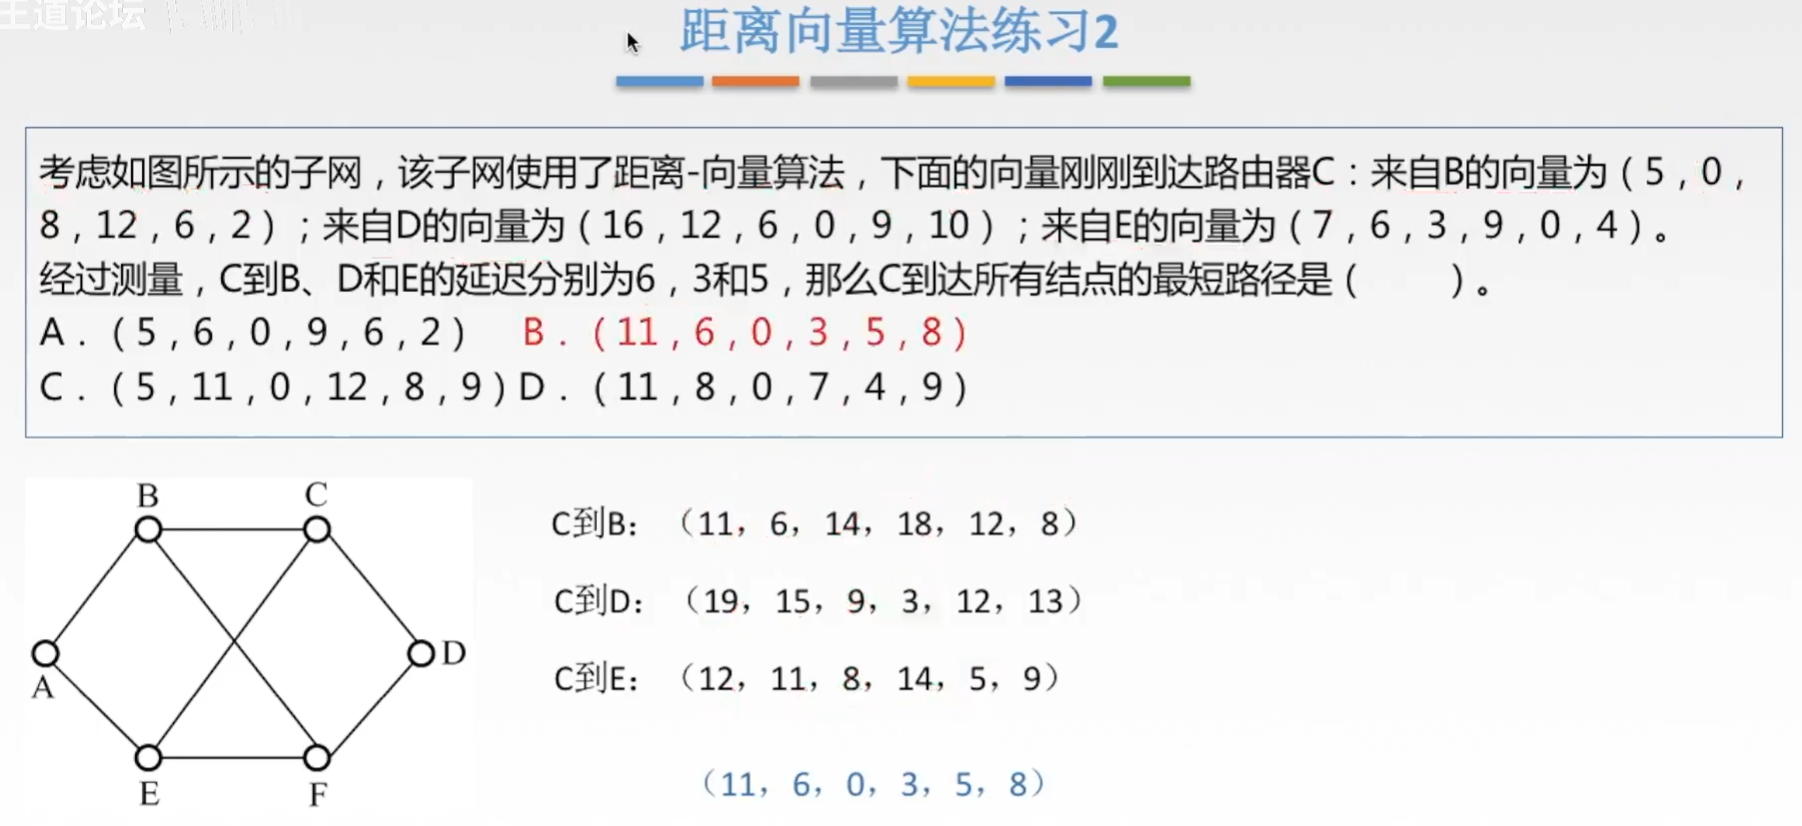 王道论坛
距离向量算法练习2
考虑如图所示的子网，该子网使用了距离-向量算法，下面的向量刚刚到达路由器C：来自B的向量为（5，0，
8，12，6，2）；来自D的向量为（16，12，6，0，9，10）；来自E的向量为（7，6，3，9，0，4）。
经过测量，C到B、D和E的延迟分别为6，3和5，那么C到达所有结点的最短路径是（ ）。
A．（5，6，0，9，6，2） B．（11，6，0，3，5，8）
C．（5，11，0，12，8，9）D．（11，8，0，7，4，9）
B C
A D
E F
C到B：（11，6，14，18，12，8）
C到D：（19，15，9，3，12，13）
C到E：（12，11，8，14，5，9）
（11，6，0，3，5，8）